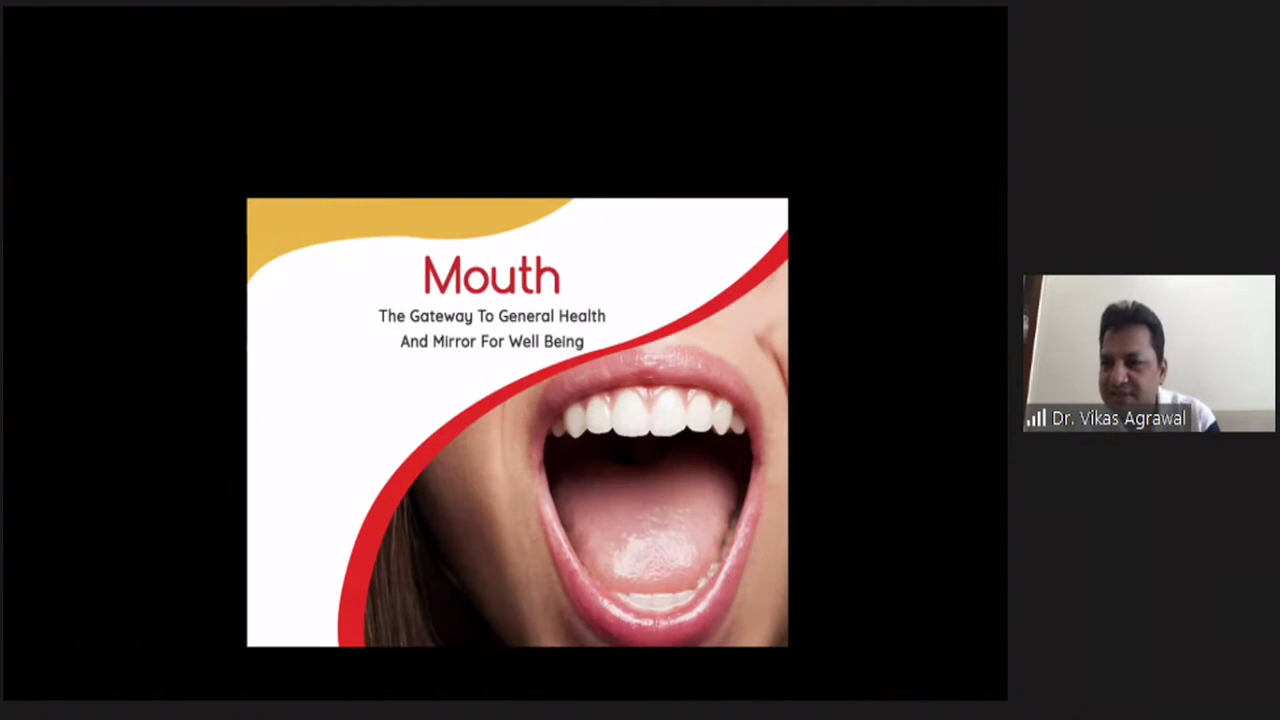 Mouth
The Gateway To General Health
And Mirror For Well Being
Dr. Vikas Agrawal